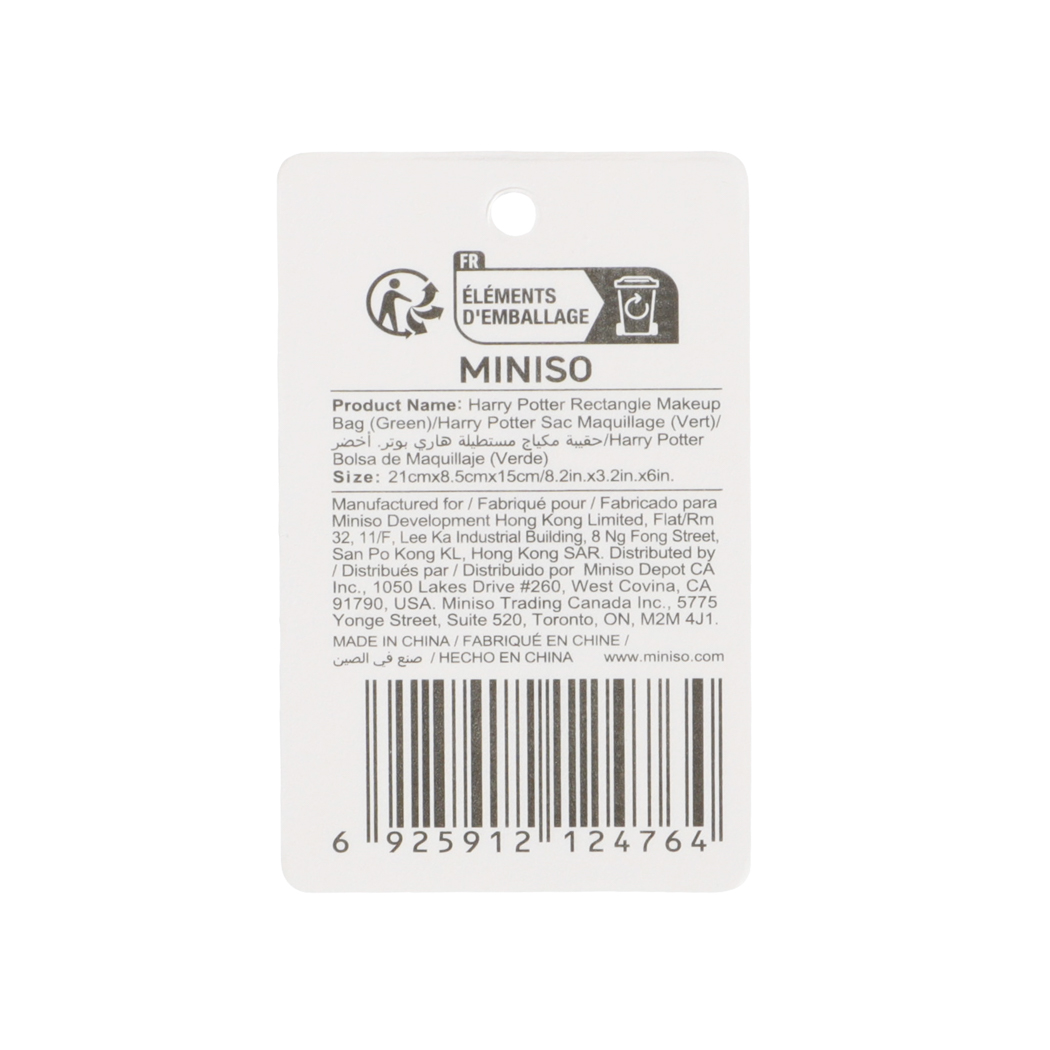 FR
ÉLÉMENTS
D'EMBALLAGE
MINISO
Product Name: Harry Potter Rectangle Makeup
Bag (Green)/Harry Potter Sac Maquillage (Vert)/
حقيبة مكياج مستطيلة هاري بوتر. أخضر/Harry Potter
Bolsa de Maquillaje (Verde)
Size: 21cmx8.5cmx15cm/8.2in.x3.2in.x6in.
Manufactured for / Fabriqué pour / Fabricado para
Miniso Development Hong Kong Limited, Flat/Rm
32, 11/F, Lee Ka Industrial Building, 8 Ng Fong Street,
San Po Kong KL, Hong Kong SAR. Distributed by
/ Distribués par / Distribuido por Miniso Depot CA
Inc., 1050 Lakes Drive #260, West Covina, CA
91790, USA. Miniso Trading Canada Inc., 5775
Yonge Street, Suite 520, Toronto, ON, M2M 4J1.
MADE IN CHINA / FABRIQUÉ EN CHINE /
صنع في الصين / HECHO EN CHINA www.miniso.com
6 925912 124764